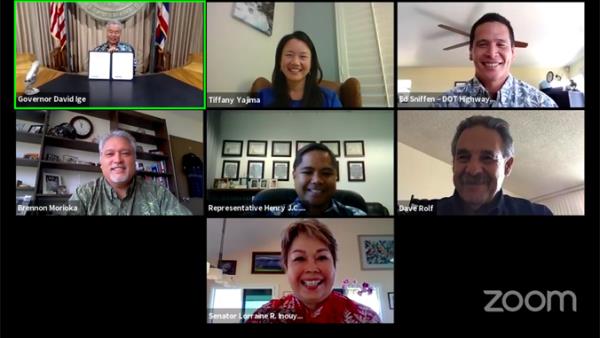 Governor David Ige
Tiffany Yajima
Ed Sniffen – DOT Highway...
Brennon Morioka
Representative Henry J.C....
Dave Rolf
Senator Lorraine R. Inouy...
zoom